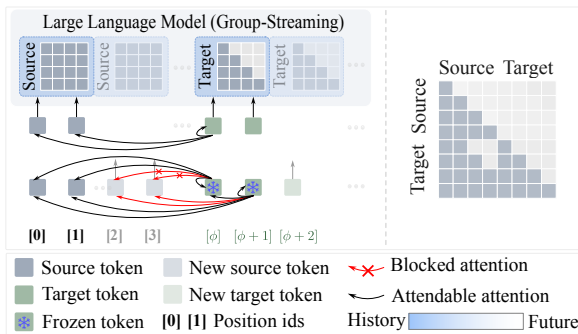 Large Language Model (Group-Streaming)
Source
Source
Target
Target
[0] [1] [2] [3] [ϕ] [ϕ + 1] [ϕ + 2]
Source Target
Target Source
Source token
New source token
Blocked attention
Target token
New target token
Attendable attention
Frozen token
[0] [1] Position ids
History
Future